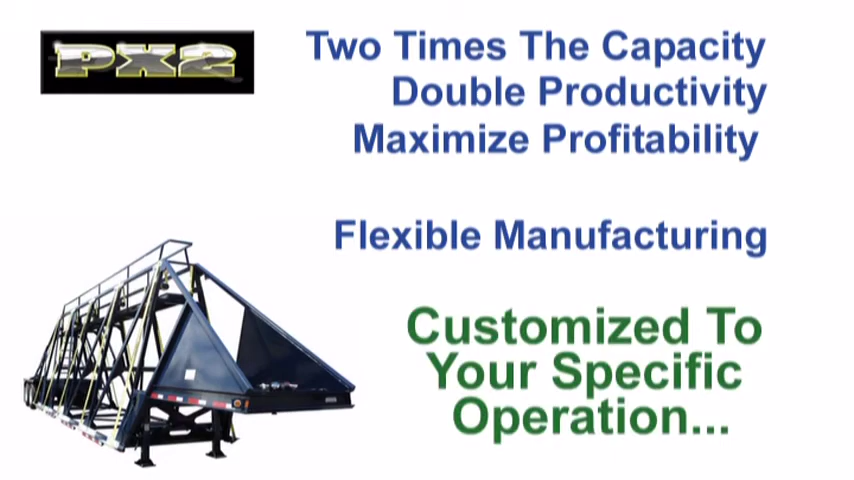 PX2
Two Times The Capacity
Double Productivity
Maximize Profitability
Flexible Manufacturing
Customized To
Your Specific
Operation...